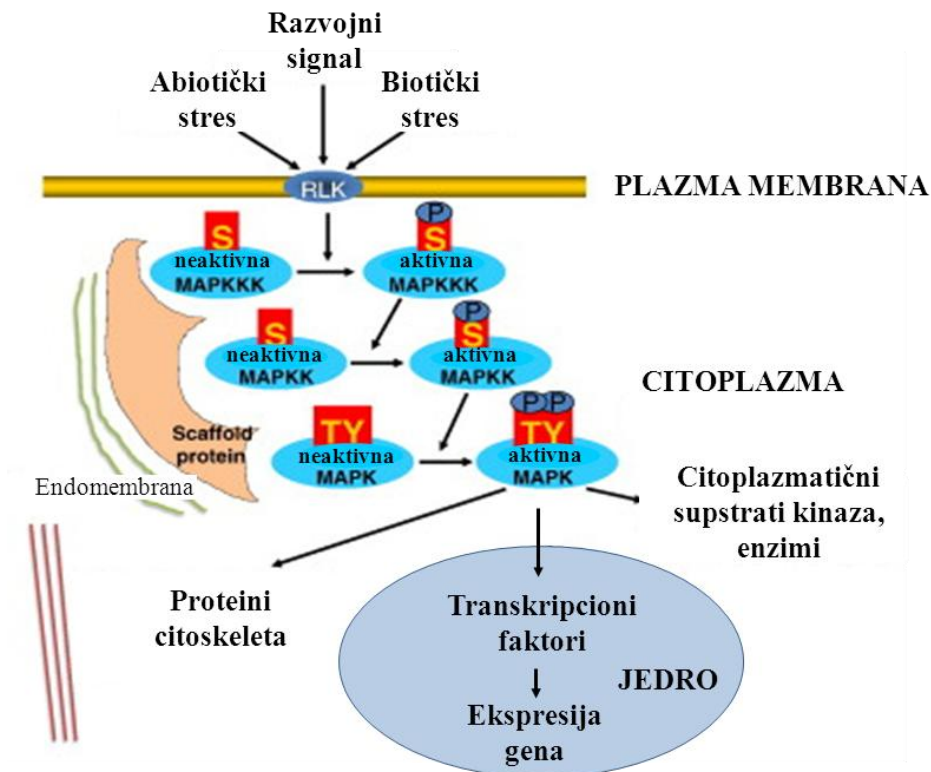 Razvojni
signal
Abiotički
stres
Biotički
stres
RLK
PLAZMA MEMBRANA
S
neaktivna
MAPKKK
P
S
aktivna
MAPKKK
S
neaktivna
MAPKK
P
S
aktivna
MAPKK
CITOPLAZMA
Scaffold
protein
TY
neaktivna
MAPK
PP
TY
aktivna
MAPK
Endomembrana
Citoplazmatični
supstrati kinaza,
enzimi
Proteini
citoskeleta
Transkripcioni
faktori
JEDRO
Ekspresija
gena